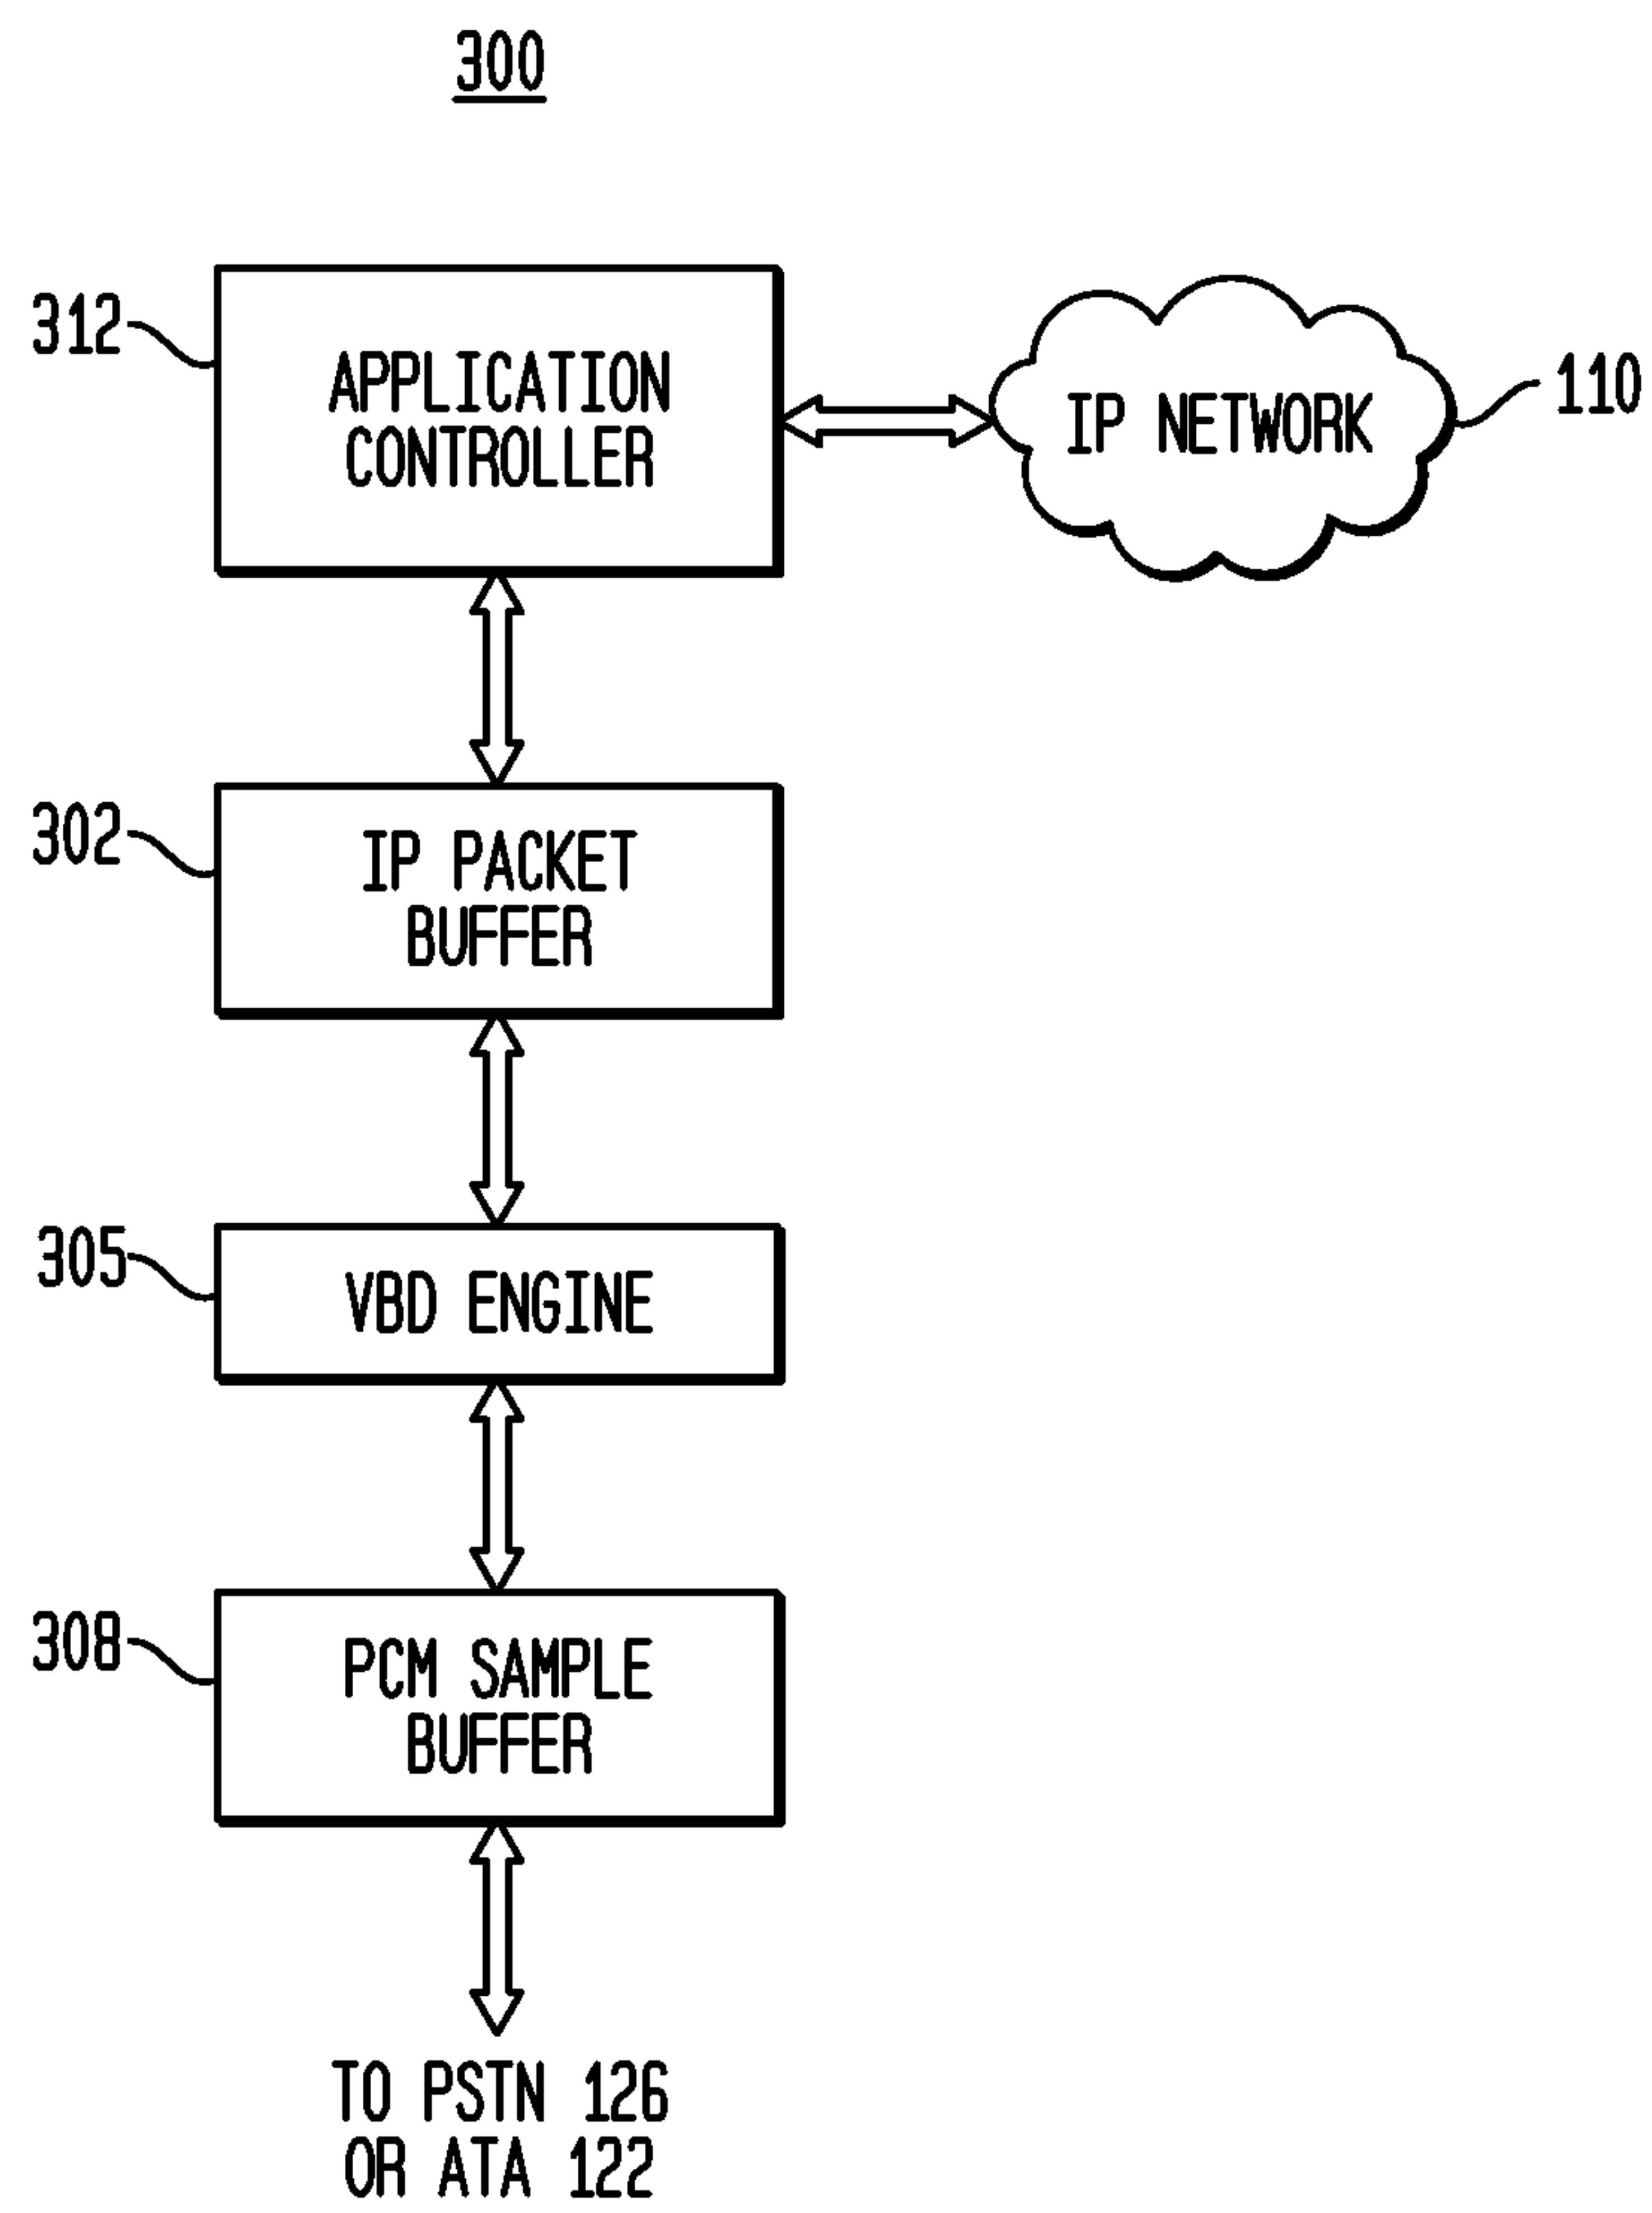 300
312
APPLICATION
CONTROLLER
IP NETWORK
110
302
IP PACKET
BUFFER
305
VBD ENGINE
308
PCM SAMPLE
BUFFER
TO PSTN 126
OR ATA 122